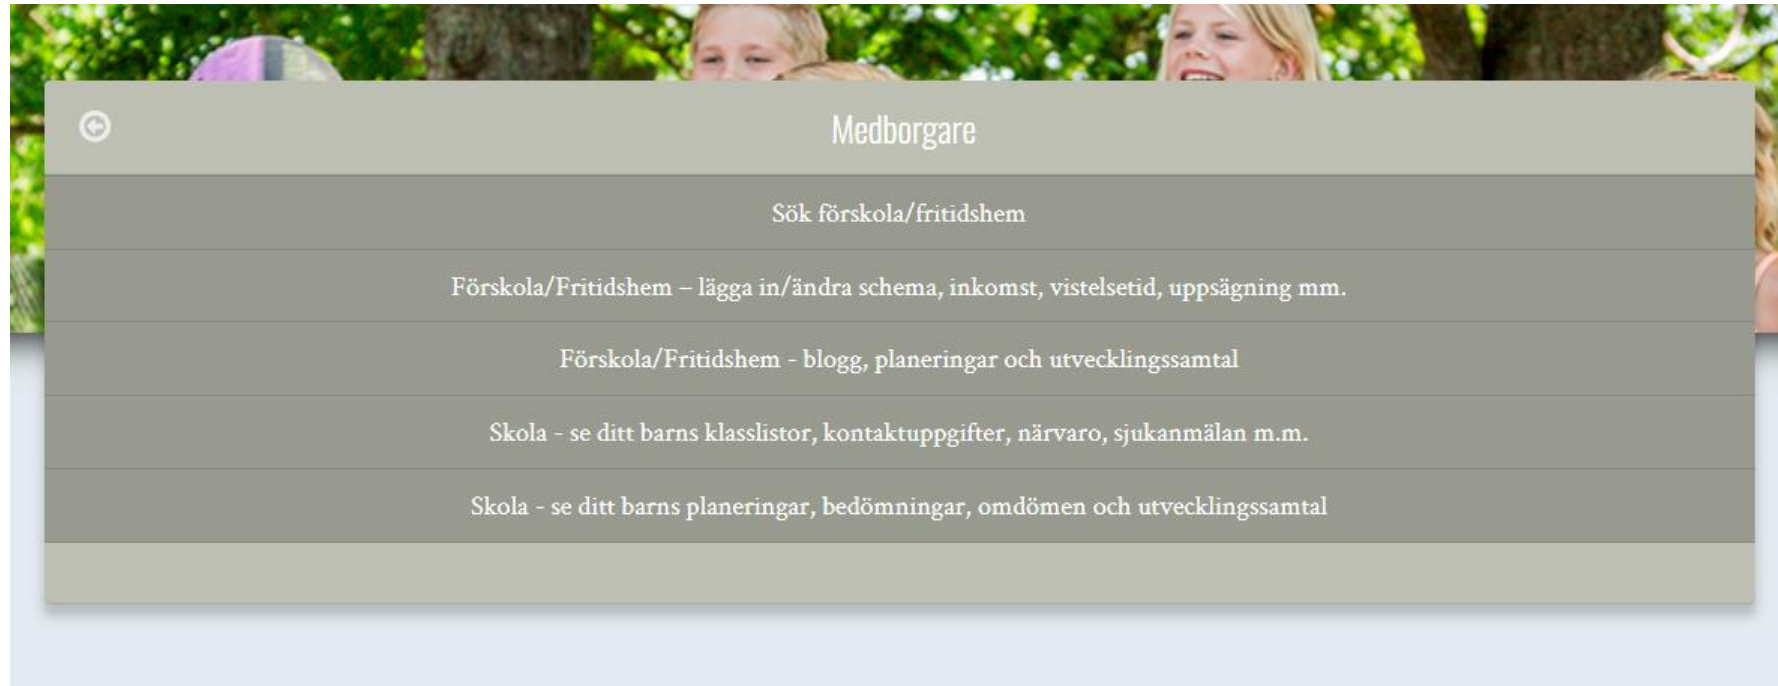 Medborgare
Sök förskola/fritidshem
Förskola/Fritidshem – lägga in/ändra schema, inkomst, vistelsetid, uppsägning mm.
Förskola/Fritidshem - blogg, planeringar och utvecklingssamtal
Skola - se ditt barns klasslistor, kontaktuppgifter, närvaro, sjukanmälan m.m.
Skola - se ditt barns planeringar, bedömningar, omdömen och utvecklingssamtal